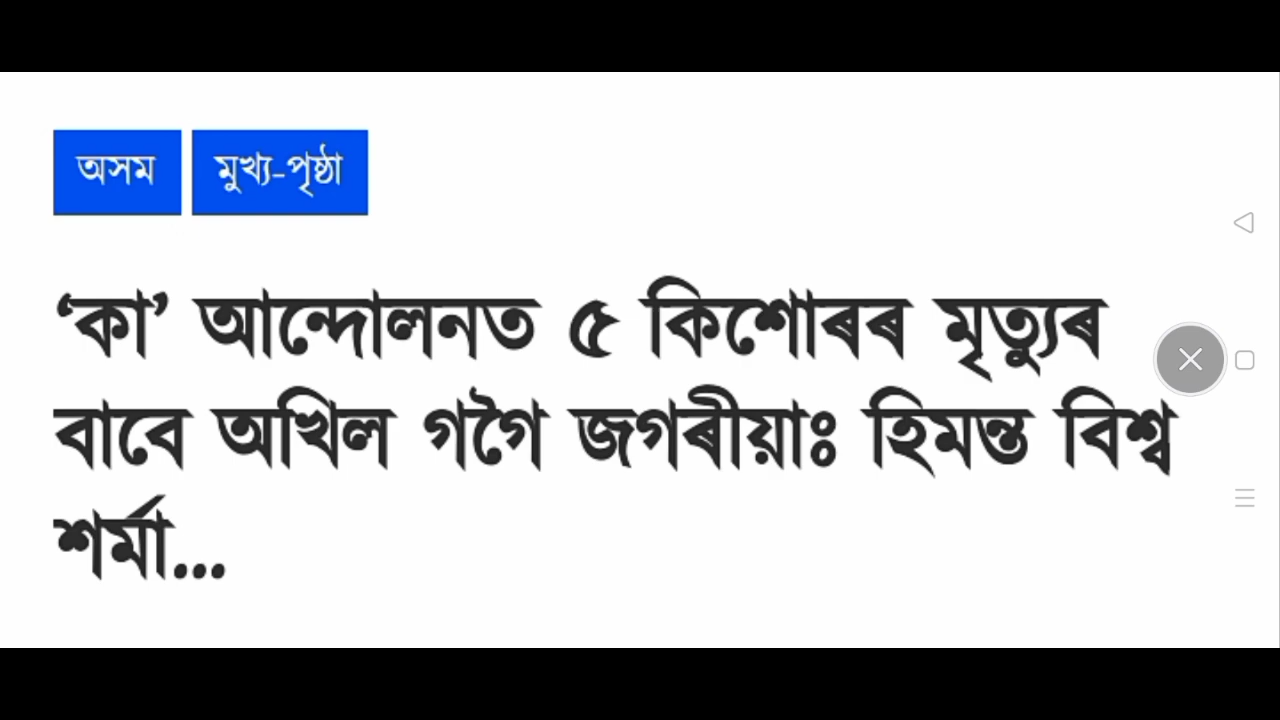 অসম মুখ্য-পৃষ্ঠা
‘কা’ আন্দোলনত ৫ কিশোৰৰ মৃত্যুৰ
বাবে অখিল গগৈ জগৰীয়াঃ হিমন্ত বিশ্ব
শৰ্মা...